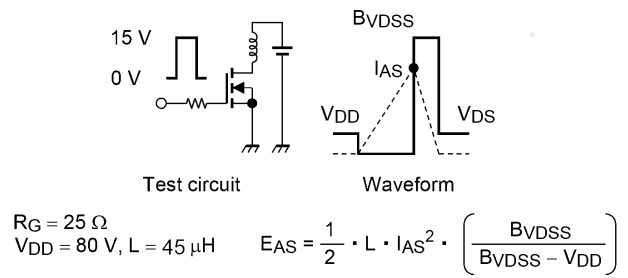 BVDSS
15 V
IAS
0 V
VDD
VDS
Test circuit
Waveform
RG = 25 Ω
VDD = 80 V, L = 45 μH
EAS = 1/2 · L · IAS² · (BVDSS / (BVDSS − VDD))